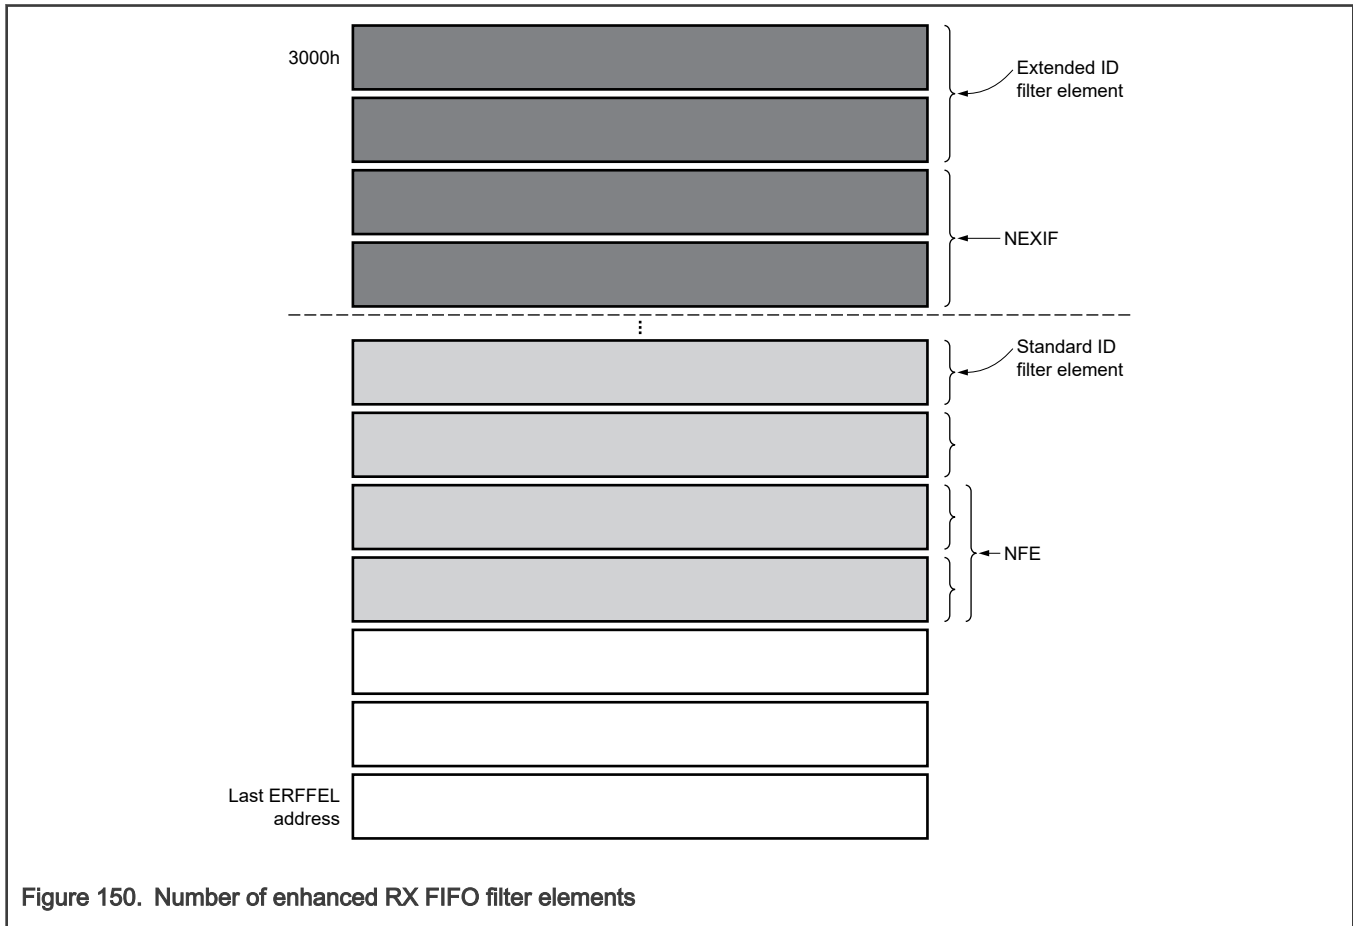 3000h
Extended ID
filter element
NEXIF
Standard ID
filter element
NFE
Last ERFFEL
address
Figure 150. Number of enhanced RX FIFO filter elements